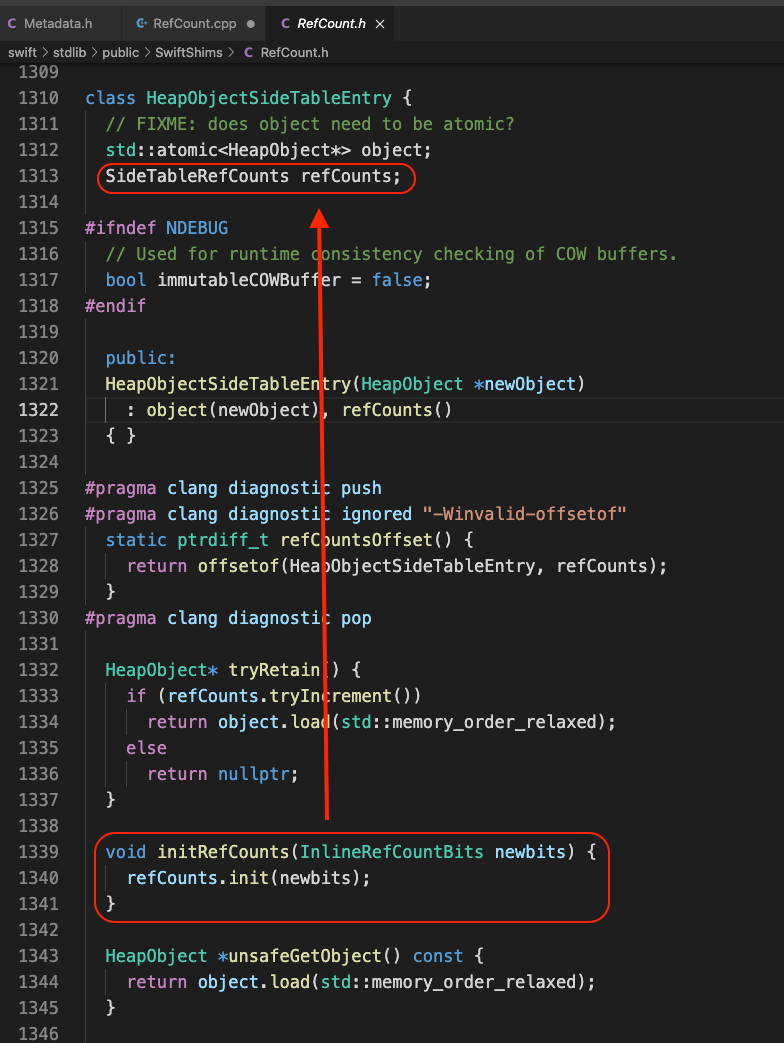 Metadata.h RefCount.cpp RefCount.h
swift > stdlib > public > SwiftShims > C RefCount.h
1309
1310 class HeapObjectSideTableEntry {
1311 // FIXME: does object need to be atomic?
1312 std::atomic<HeapObject*> object;
1313 SideTableRefCounts refCounts;
1314
1315 #ifndef NDEBUG
1316 // Used for runtime consistency checking of COW buffers.
1317 bool immutableCOWBuffer = false;
1318 #endif
1319
1320 public:
1321 HeapObjectSideTableEntry(HeapObject *newObject)
1322 : object(newObject), refCounts()
1323 { }
1324
1325 #pragma clang diagnostic push
1326 #pragma clang diagnostic ignored "-Winvalid-offsetof"
1327 static ptrdiff_t refCountsOffset() {
1328 return offsetof(HeapObjectSideTableEntry, refCounts);
1329 }
1330 #pragma clang diagnostic pop
1331
1332 HeapObject* tryRetain() {
1333 if (refCounts.tryIncrement())
1334 return object.load(std::memory_order_relaxed);
1335 else
1336 return nullptr;
1337 }
1338
1339 void initRefCounts(InlineRefCountBits newbits) {
1340 refCounts.init(newbits);
1341 }
1342
1343 HeapObject *unsafeGetObject() const {
1344 return object.load(std::memory_order_relaxed);
1345 }
1346